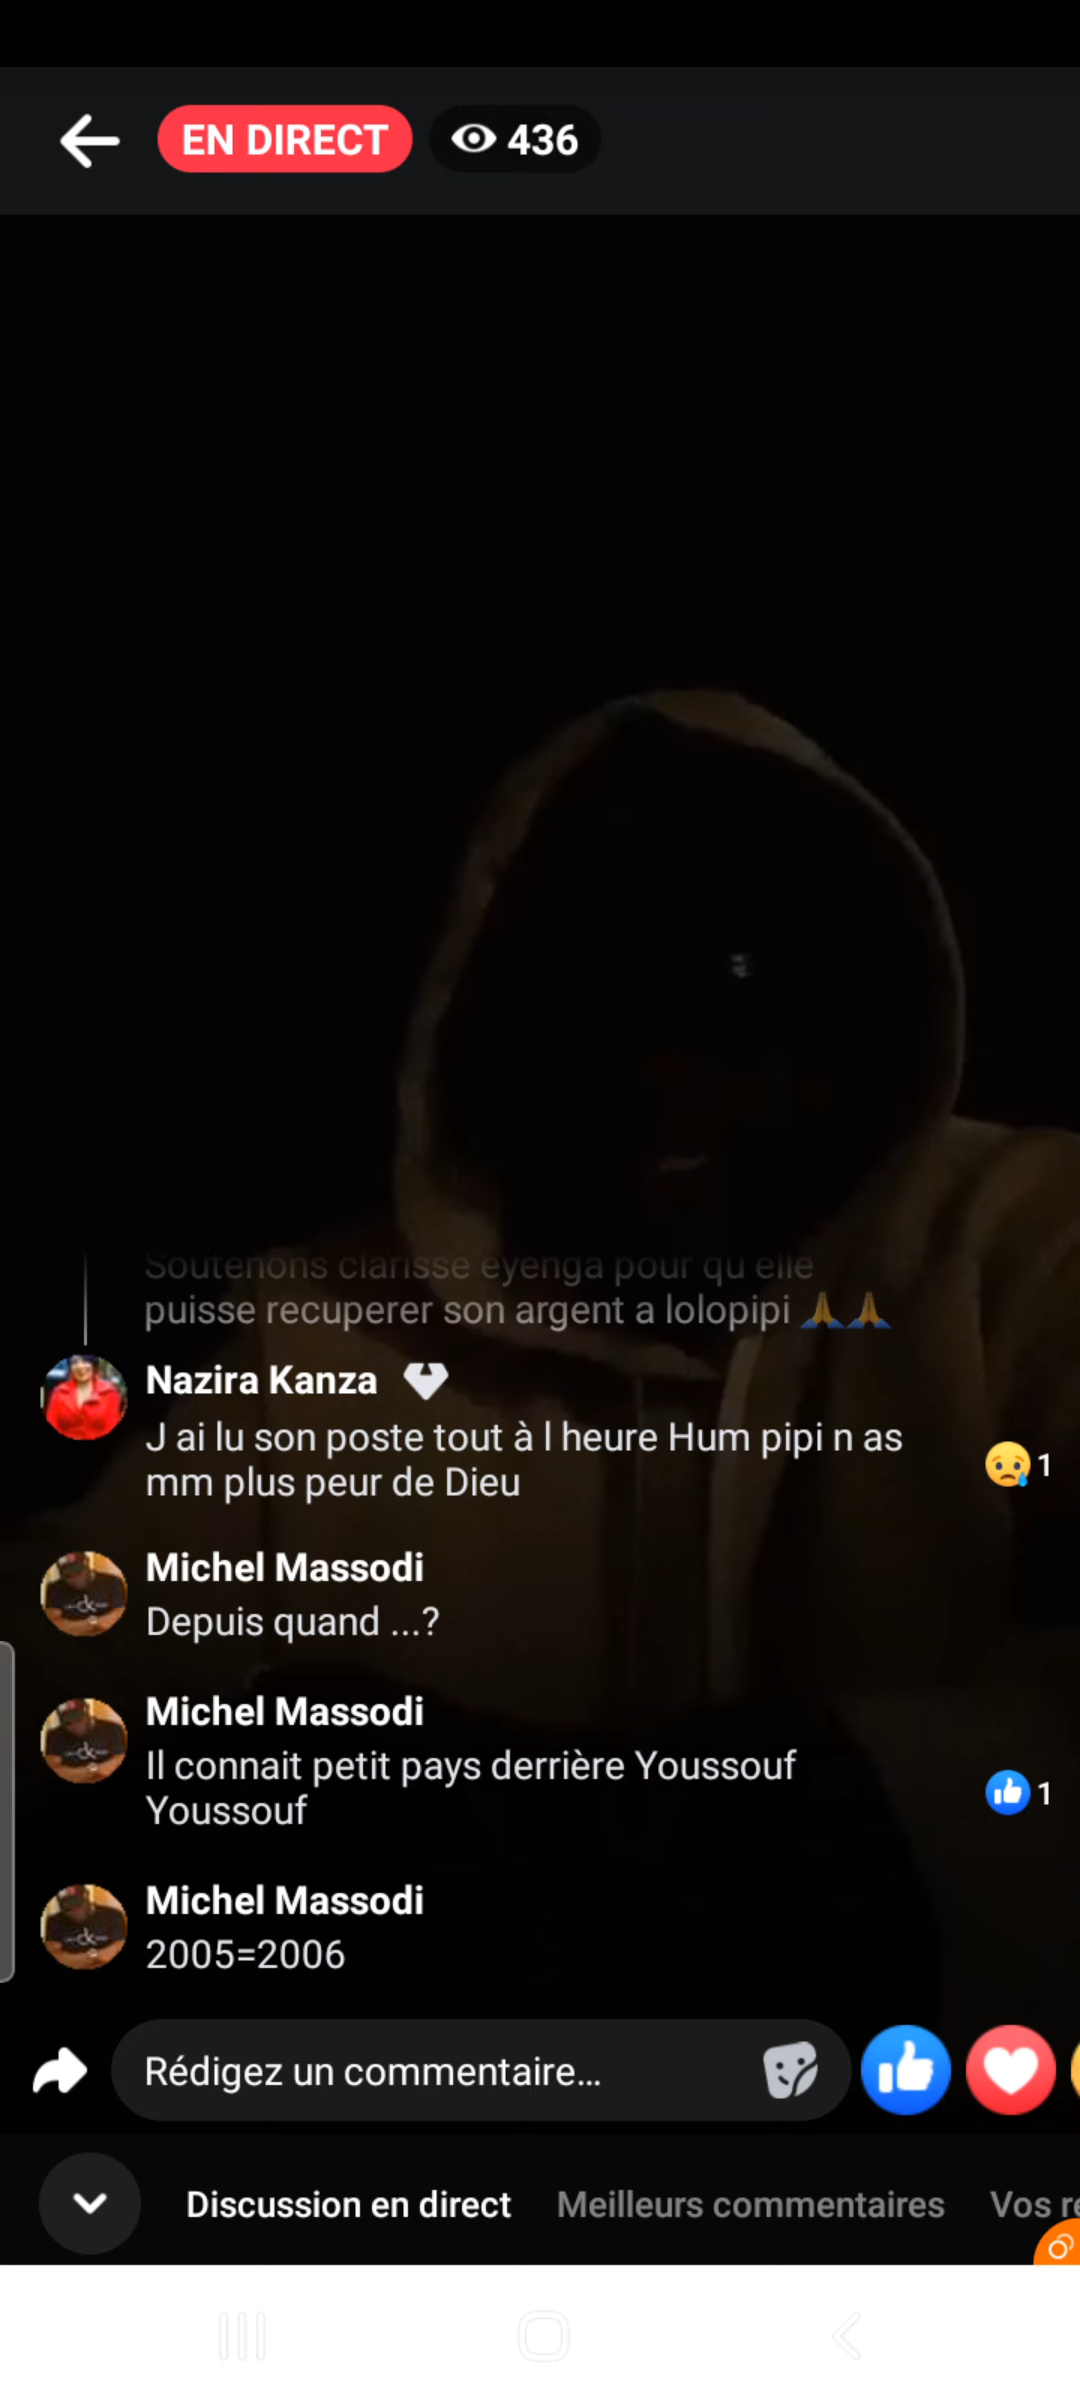 EN DIRECT
436
Soutenons clarisse eyenga pour qu elle
puisse recuperer son argent a lolopipi 🙏🙏
Nazira Kanza
J ai lu son poste tout à l heure Hum pipi n as
mm plus peur de Dieu
1
Michel Massodi
Depuis quand ...?
Michel Massodi
Il connait petit pays derrière Youssouf
Youssouf
1
Michel Massodi
2005=2006
Rédigez un commentaire...
Discussion en direct
Meilleurs commentaires
Vos